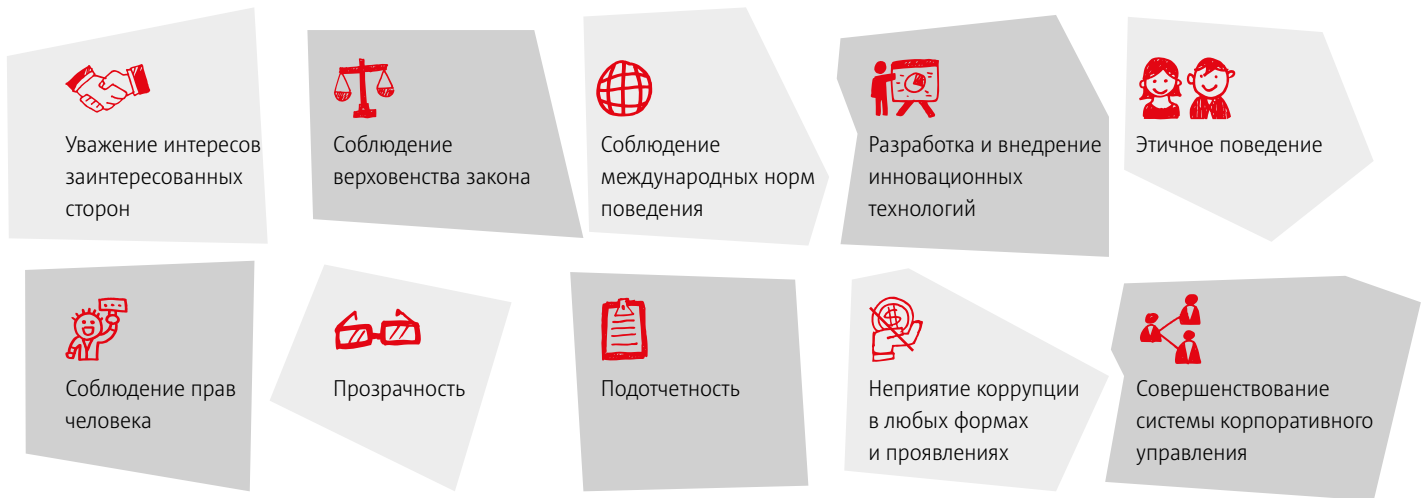 Уважение интересов
заинтересованных
сторон
Соблюдение
верховенства закона
Соблюдение
международных норм
поведения
Разработка и внедрение
инновационных
технологий
Этичное поведение
Соблюдение прав
человека
Прозрачность
Подотчетность
Неприятие коррупции
в любых формах
и проявлениях
Совершенствование
системы корпоративного
управления